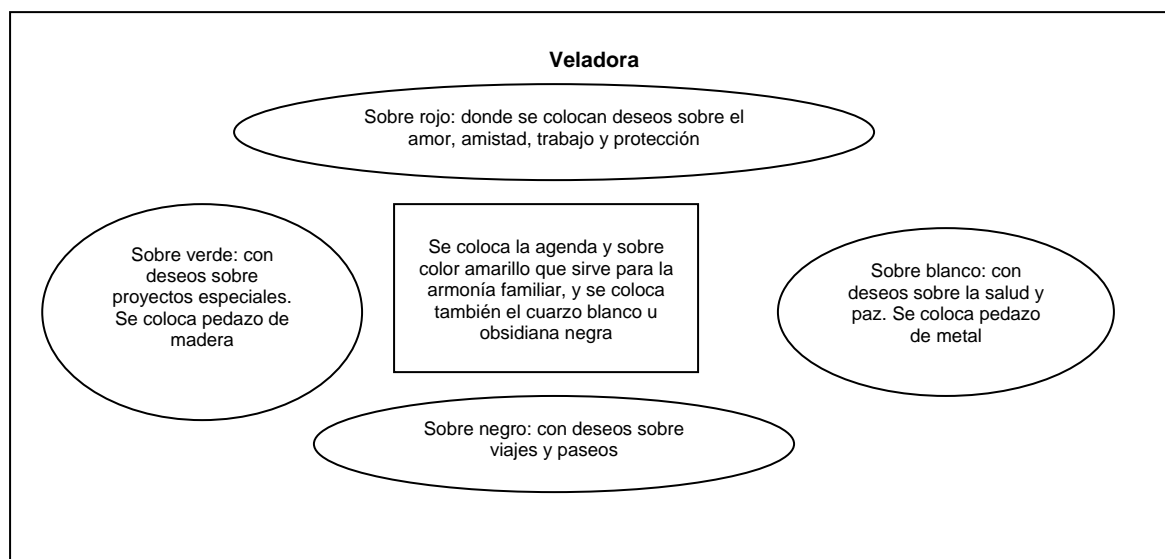 Veladora
Sobre rojo: donde se colocan deseos sobre el
amor, amistad, trabajo y protección
Sobre verde: con
deseos sobre
proyectos especiales.
Se coloca pedazo de
madera
Se coloca la agenda y sobre
color amarillo que sirve para la
armonía familiar, y se coloca
también el cuarzo blanco u
obsidiana negra
Sobre blanco: con
deseos sobre la salud y
paz. Se coloca pedazo
de metal
Sobre negro: con deseos sobre
viajes y paseos